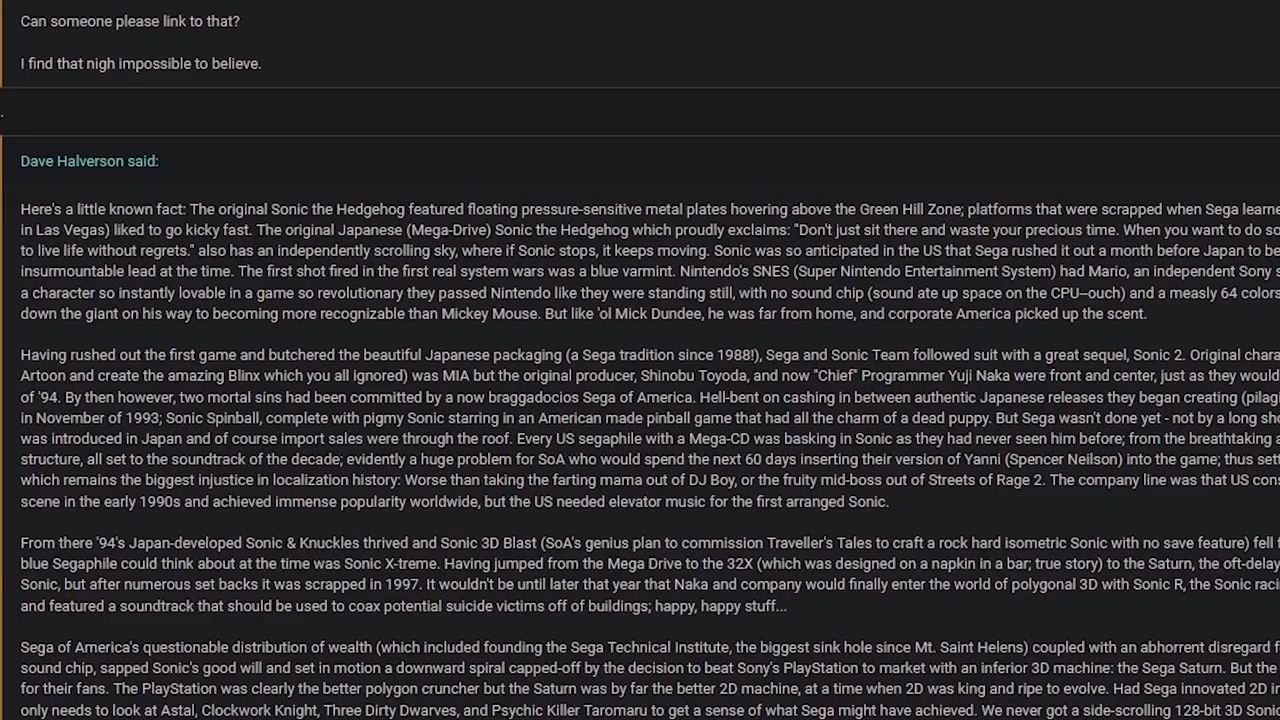 Can someone please link to that?
I find that nigh impossible to believe.
.
Dave Halverson said:
Here's a little known fact: The original Sonic the Hedgehog featured floating pressure-sensitive metal plates hovering above the Green Hill Zone; platforms that were scrapped when Sega learne
in Las Vegas) liked to go kicky fast. The original Japanese (Mega-Drive) Sonic the Hedgehog which proudly exclaims: "Don't just sit there and waste your precious time. When you want to do so
to live life without regrets." also has an independently scrolling sky, where if Sonic stops, it keeps moving. Sonic was so anticipated in the US that Sega rushed it out a month before Japan to be
insurmountable lead at the time. The first shot fired in the first real system wars was a blue varmint. Nintendo's SNES (Super Nintendo Entertainment System) had Mario, an independent Sony S
a character so instantly lovable in a game so revolutionary they passed Nintendo like they were standing still, with no sound chip (sound ate up space on the CPU—ouch) and a measly 64 colors
down the giant on his way to becoming more recognizable than Mickey Mouse. But like 'ol Mick Dundee, he was far from home, and corporate America picked up the scent.
Having rushed out the first game and butchered the beautiful Japanese packaging (a Sega tradition since 1988!), Sega and Sonic Team followed suit with a great sequel, Sonic 2. Original chara
Artoon and create the amazing Blinx which you all ignored) was MIA but the original producer, Shinobu Toyoda, and now "Chief" Programmer Yuji Naka were front and center, just as they would
of '94. By then however, two mortal sins had been committed by a now braggadocios Sega of America. Hell-bent on cashing in between authentic Japanese releases they began creating (pilagi
in November of 1993; Sonic Spinball, complete with pigmy Sonic starring in an American made pinball game that had all the charm of a dead puppy. But Sega wasn't done yet - not by a long sho
was introduced in Japan and of course import sales were through the roof. Every US segaphile with a Mega-CD was basking in Sonic as they had never seen him before; from the breathtaking a
structure, all set to the soundtrack of the decade; evidently a huge problem for SoA who would spend the next 60 days inserting their version of Yanni (Spencer Neilson) into the game; thus sett
which remains the biggest injustice in localization history: Worse than taking the farting mama out of DJ Boy, or the fruity mid-boss out of Streets of Rage 2. The company line was that US cons
scene in the early 1990s and achieved immense popularity worldwide, but the US needed elevator music for the first arranged Sonic.
From there '94's Japan-developed Sonic & Knuckles thrived and Sonic 3D Blast (SoA's genius plan to commission Traveller's Tales to craft a rock hard isometric Sonic with no save feature) fell f
blue Segaphile could think about at the time was Sonic X-treme. Having jumped from the Mega Drive to the 32X (which was designed on a napkin in a bar; true story) to the Saturn, the oft-delay
Sonic, but after numerous set backs it was scrapped in 1997. It wouldn't be until later that year that Naka and company would finally enter the world of polygonal 3D with Sonic R, the Sonic raci
and featured a soundtrack that should be used to coax potential suicide victims off of buildings; happy, happy stuff...
Sega of America's questionable distribution of wealth (which included founding the Sega Technical Institute, the biggest sink hole since Mt. Saint Helens) coupled with an abhorrent disregard f
sound chip, sapped Sonic's good will and set in motion a downward spiral capped-off by the decision to beat Sony's PlayStation to market with an inferior 3D machine: the Sega Saturn. But the
for their fans. The PlayStation was clearly the better polygon cruncher but the Saturn was by far the better 2D machine, at a time when 2D was king and ripe to evolve. Had Sega innovated 2D in
only needs to look at Astal, Clockwork Knight, Three Dirty Dwarves, and Psychic Killer Taromaru to get a sense of what Sega might have achieved. We never got a side-scrolling 128-bit 3D Sonic